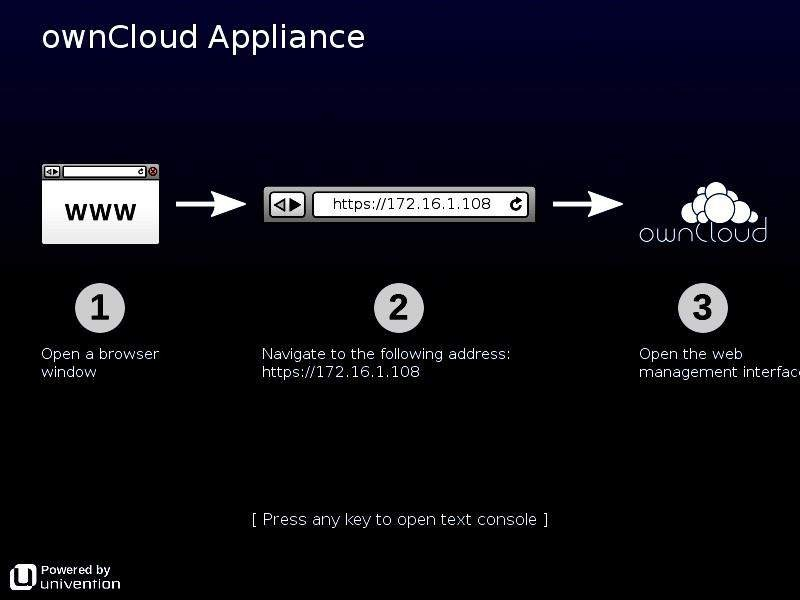 ownCloud Appliance
www
https://172.16.1.108
ownCloud
1
2
3
Open a browser
window
Navigate to the following address:
https://172.16.1.108
Open the web
management interfac
[ Press any key to open text console ]
Powered by
univention